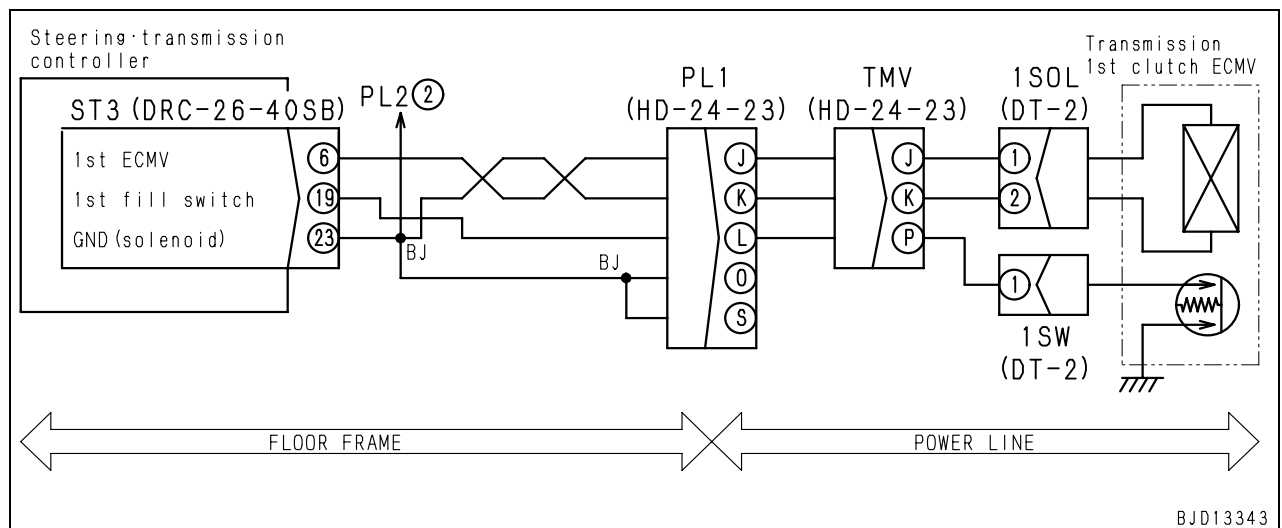 Steering·transmission
controller
Transmission
1st clutch ECMV
ST3 (DRC-26-40SB)
PL2 ②
PL1
(HD-24-23)
TMV
(HD-24-23)
1SOL
(DT-2)
1st ECMV
6
J
J
1
1st fill switch
19
K
K
2
GND (solenoid)
23
L
P
BJ
BJ
O
1
S
1SW
(DT-2)
FLOOR FRAME
POWER LINE
BJD13343